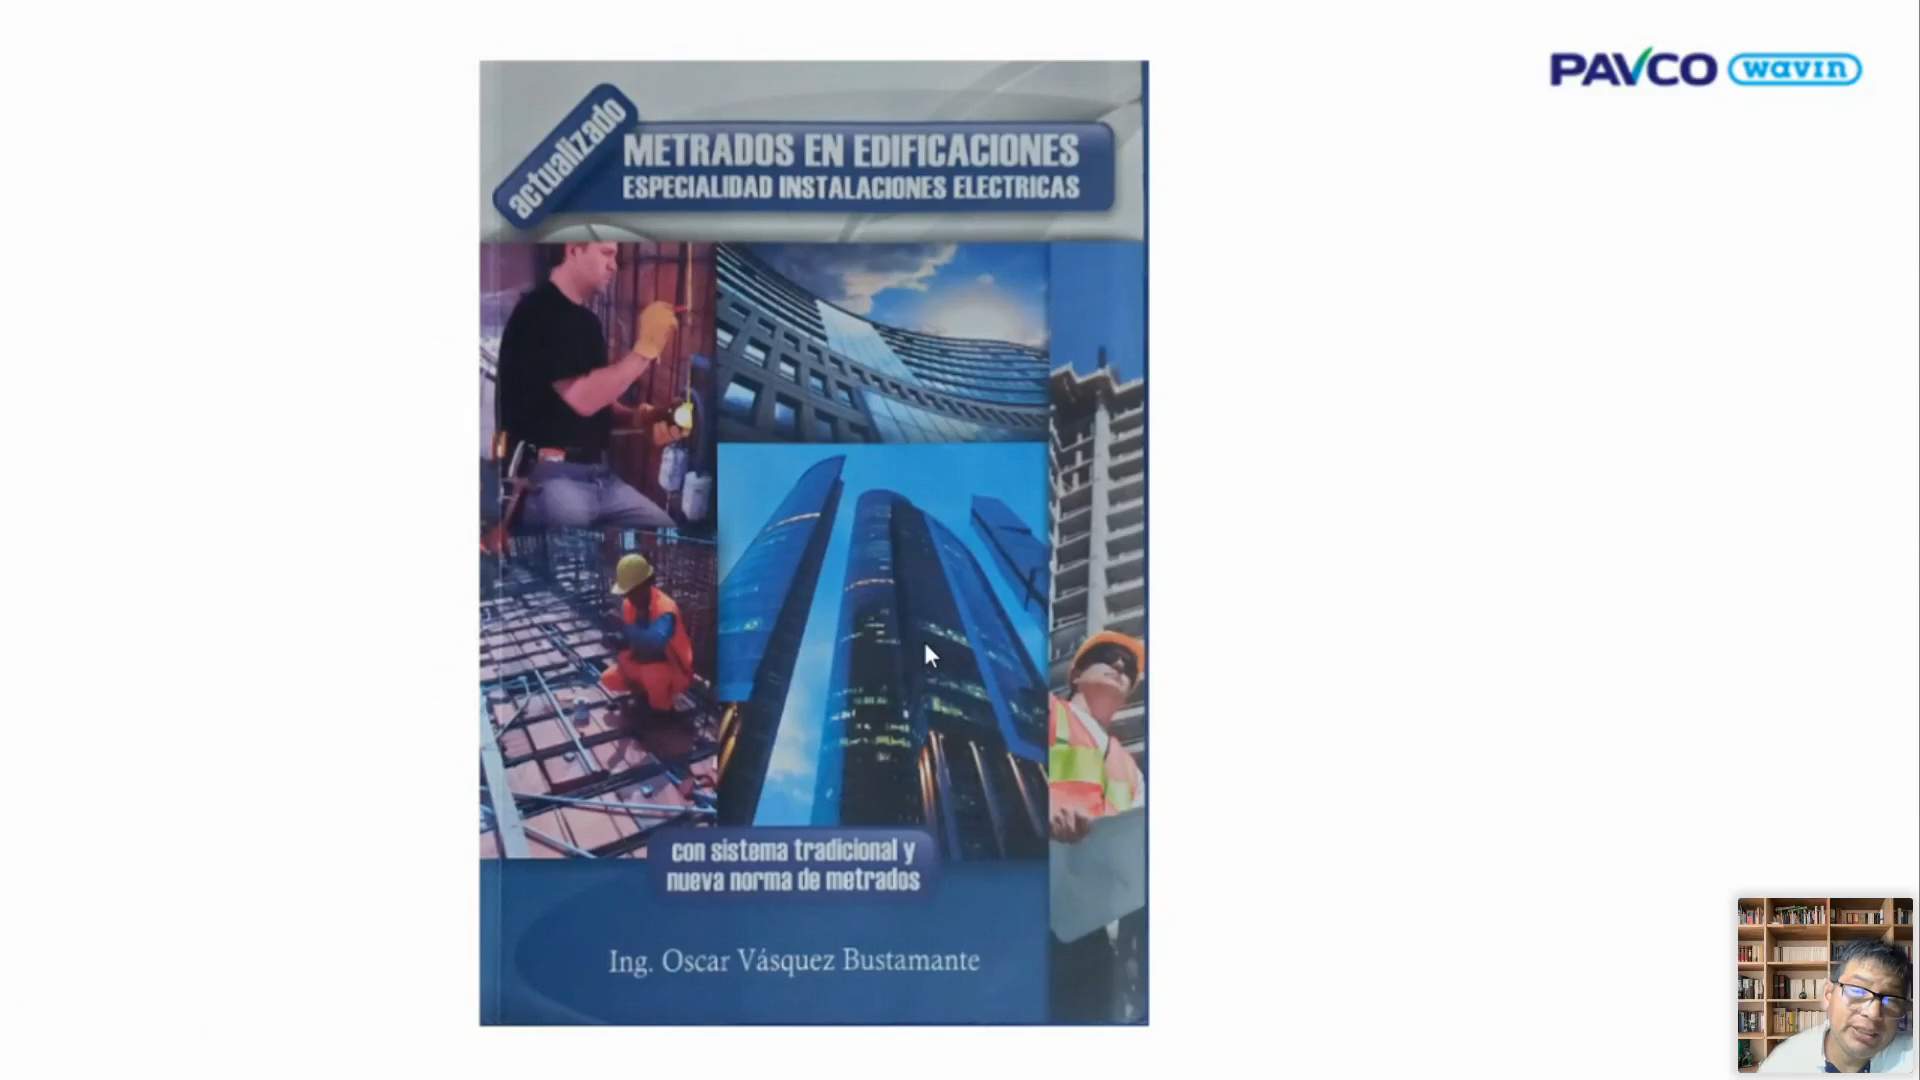 PAVCO wavin
actualizado
METRADOS EN EDIFICACIONES
ESPECIALIDAD INSTALACIONES ELECTRICAS
con sistema tradicional y
nueva norma de metrados
Ing. Oscar Vásquez Bustamante